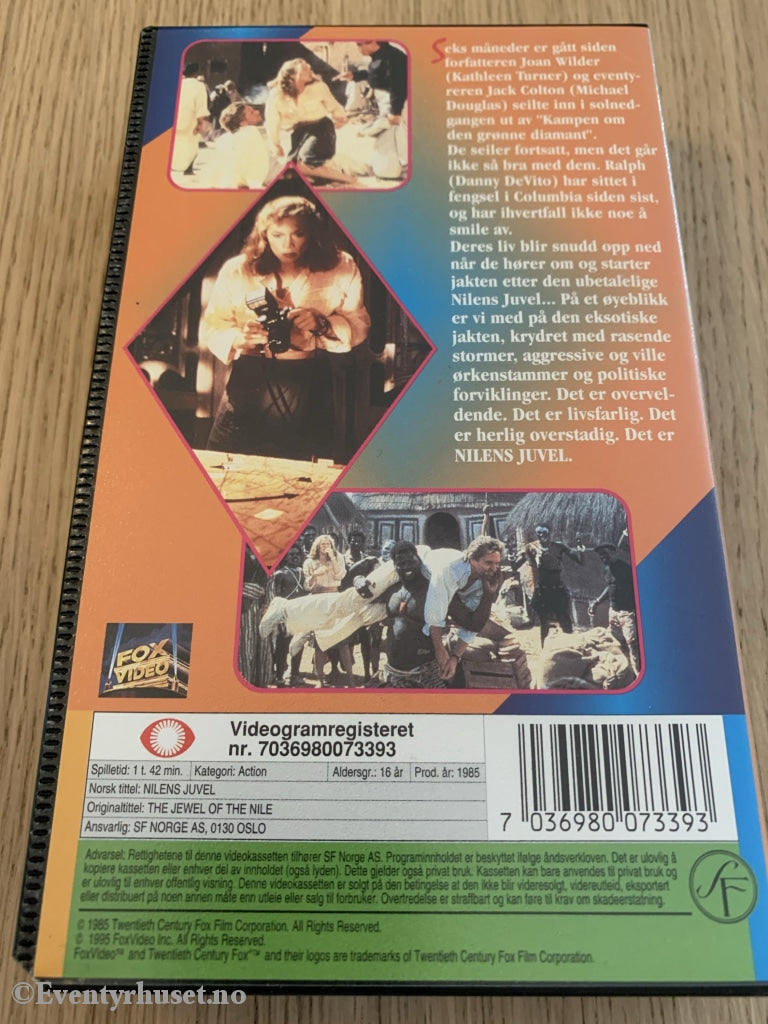 Seks måneder er gått siden
forfatteren Joan Wilder
(Kathleen Turner) og eventy-
reren Jack Colton (Michael
Douglas) seilte inn i solned-
gangen ut av "Kampen om
den grønne diamant".
De seiler fortsatt, men det går
ikke så bra med dem. Ralph
(Danny DeVito) har sittet i
fengsel i Columbia siden sist,
og har ihvertfall ikke noe å
smile av.
Deres liv blir snudd opp ned
når de hører om og starter
jakten etter den ubetalelige
Nilens Juvel... På et øyeblikk
er vi med på den eksotiske
jakten, krydret med rasende
stormer, aggressive og ville
ørkenstammer og politiske
forviklinger. Det er overvel-
dende. Det er livsfarlig. Det
er herlig overstadig. Det er
NILENS JUVEL.
FOX
VIDEO
Videogramregisteret
nr. 7036980073393
Spilletid: 1 t. 42 min. Kategori: Action Aldersgr.: 16 år Prod. år: 1985
Norsk tittel: NILENS JUVEL
Originaltittel: THE JEWEL OF THE NILE
Ansvarlig: SF NORGE AS, 0130 OSLO
7 036980 073393
Advarsel: Rettighetene til denne videokassetten tilhører SF Norge AS. Programinnholdet er beskyttet ifølge åndsverkloven. Det er ulovlig å
kopiere kassetten eller enhver del av innholdet (også lyden). Dette gjelder også privat bruk. Kassetten kan bare anvendes til privat bruk og
er ulovlig til enhver offentlig visning. Denne videokassetten er solgt på den betingelse at den ikke blir videresolgt, videreutleid, eksportert
eller distribuert på noen annen måte enn utleie eller salg til forbruker. Overtredelse er straffbart og kan føre til krav om skadeerstatning.
SF
© 1985 Twentieth Century Fox Film Corporation. All Rights Reserved.
© 1995 FoxVideo Inc. All Rights Reserved.
FoxVideo™ and Twentieth Century Fox™ and their logos are trademarks of Twentieth Century Fox Film Corporation.
©Eventyrhuset.no